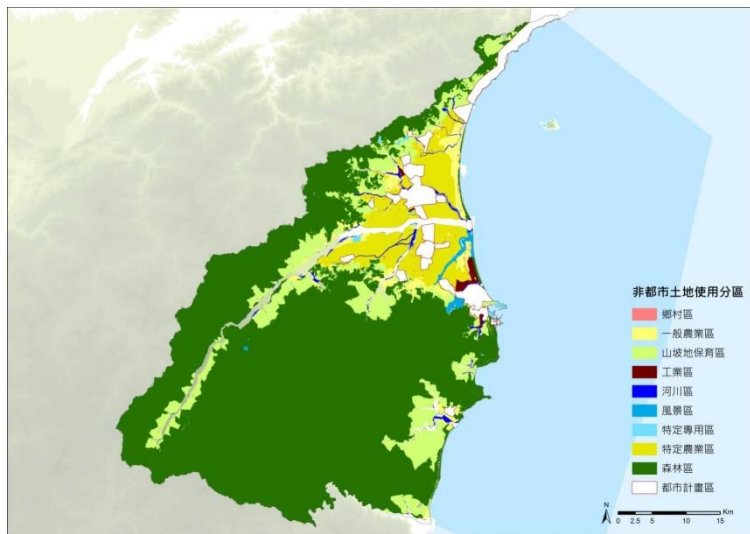 非都市土地使用分區
鄉村區
一般農業區
山坡地保育區
工業區
河川區
風景區
特定專用區
特定農業區
森林區
都市計畫區
N
Km
0 2.5 5 10 15